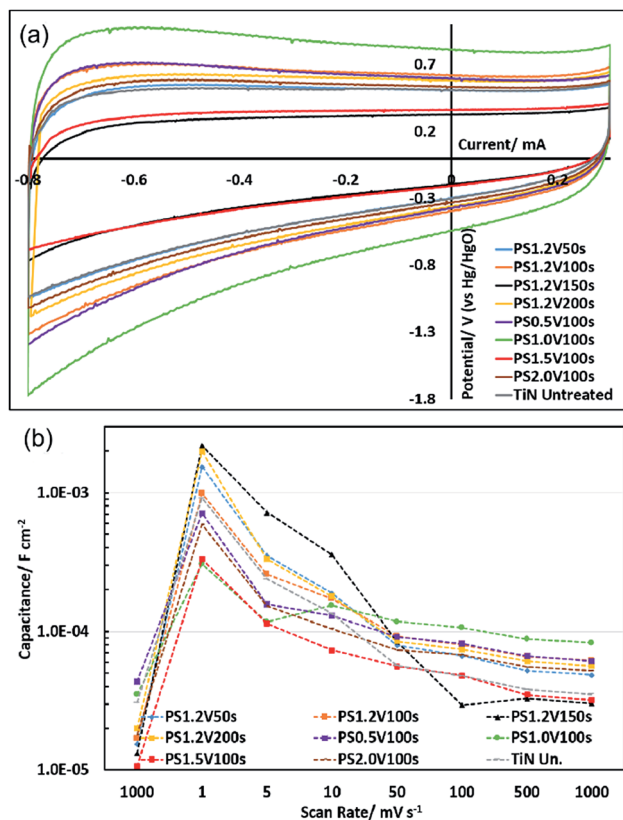 (a)
0.7
0.2
Current/ mA
-0.8
-0.6
-0.4
-0.2
0
0.2
-0.3
-0.8
-1.3
-1.8
Potential/ V (vs Hg/HgO)
PS1.2V50s
PS1.2V100s
PS1.2V150s
PS1.2V200s
PS0.5V100s
PS1.0V100s
PS1.5V100s
PS2.0V100s
TiN Untreated
(b)
Capacitance/ F cm-2
1.0E-03
1.0E-04
1.0E-05
PS1.2V50s PS1.2V100s PS1.2V150s
PS1.2V200s PS0.5V100s PS1.0V100s
PS1.5V100s PS2.0V100s TiN Un.
1000 1 5 10 50 100 500 1000
Scan Rate/ mV s-1